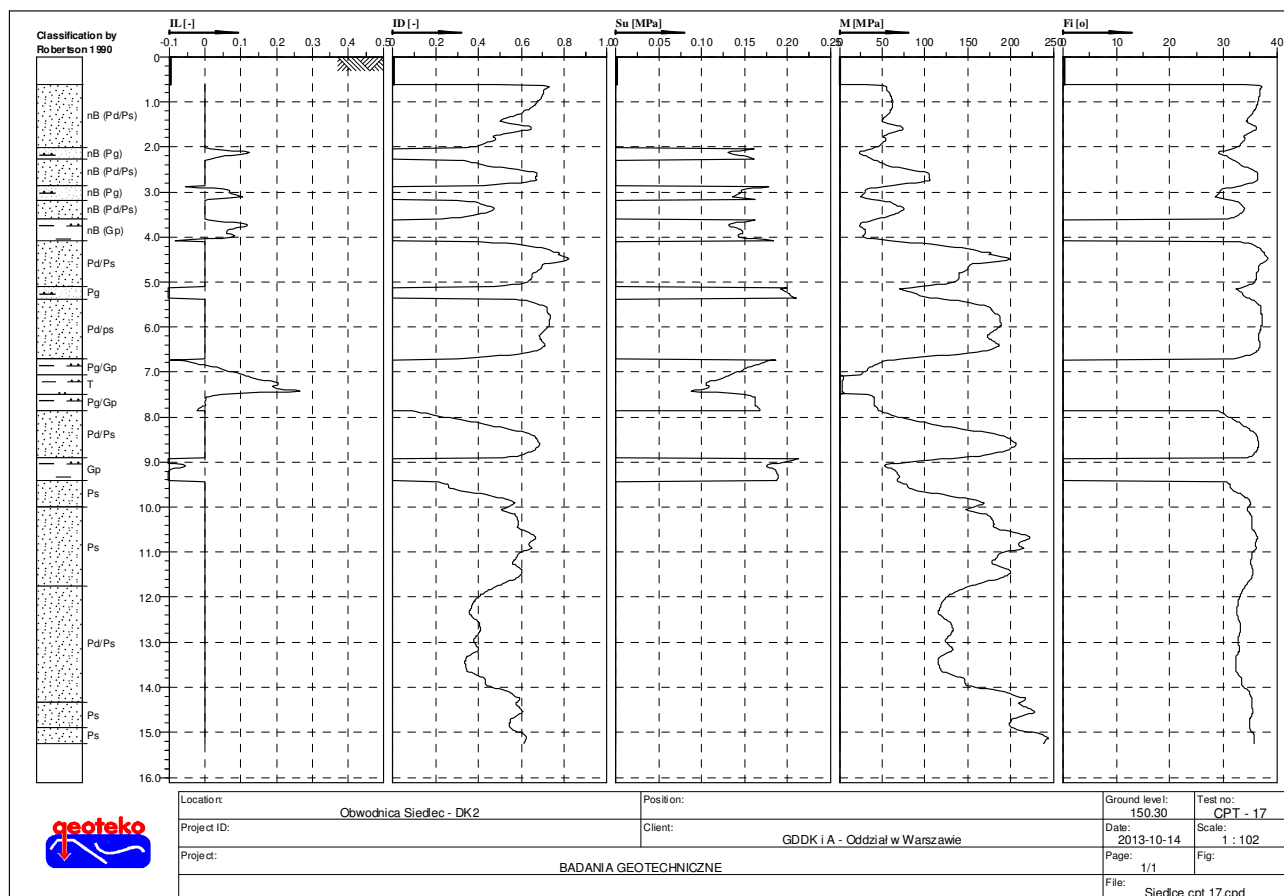 Classification by
Robertson 1990
IL [-]
-0.1 0 0.1 0.2 0.3 0.4 0.5
ID [-]
0.0 0.2 0.4 0.6 0.8 1.0
Su [MPa]
0.00 0.05 0.10 0.15 0.20 0.25
M [MPa]
0 50 100 150 200 250
Fi [o]
0 10 20 30 40
0
1.0
2.0
3.0
4.0
5.0
6.0
7.0
8.0
9.0
10.0
11.0
12.0
13.0
14.0
15.0
16.0
nB (Pd/Ps)
nB (Pg)
nB (Pd/Ps)
nB (Pg)
nB (Pd/Ps)
nB (Gp)
Pd/Ps
Pg
Pd/ps
Pg/Gp
T
Pg/Gp
Pd/Ps
Gp
Ps
Ps
Pd/Ps
Ps
Ps
geoteko
Location:
Obwodnica Siedlec - DK2
Position:
Ground level:
150.30
Test no:
CPT - 17
Project ID:
Client:
GDDK i A - Oddział w Warszawie
Date:
2013-10-14
Scale:
1 : 102
Project:
BADANIA GEOTECHNICZNE
Page:
1/1
Fig:
File:
Siedlce cpt 17.cpd